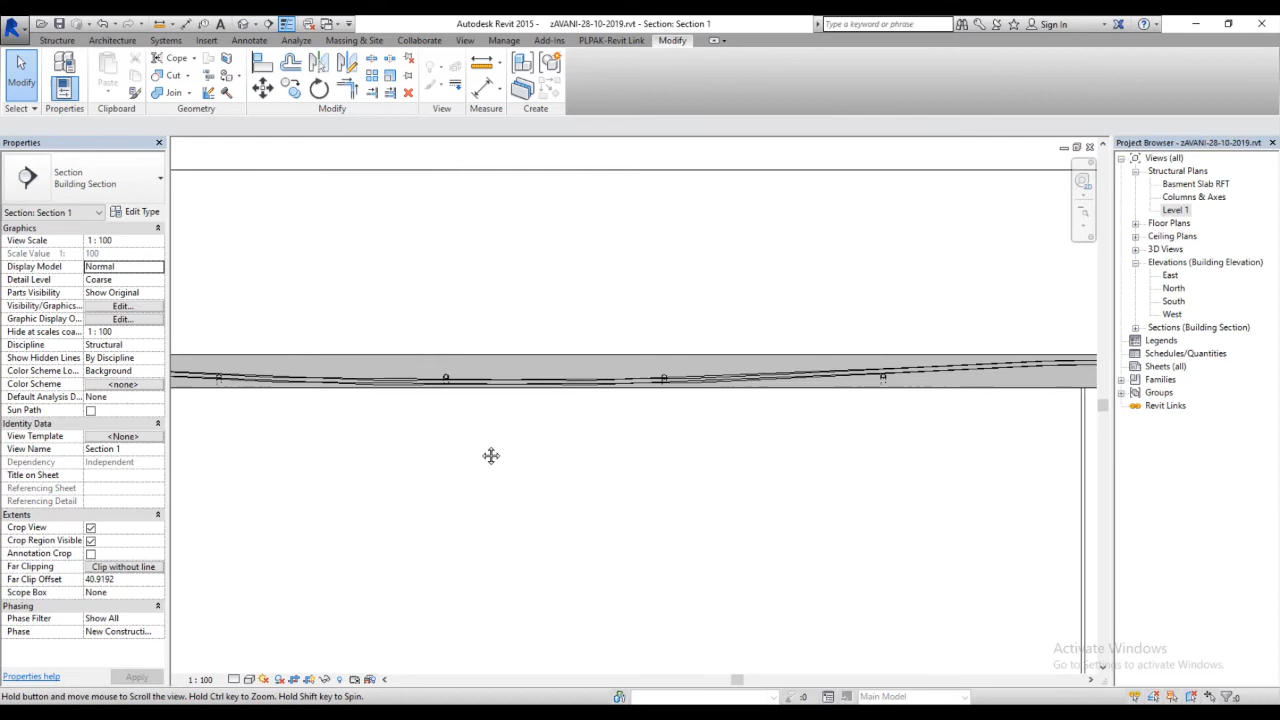 Autodesk Revit 2015 - zAVANI-28-10-2019.rvt - Section: Section 1
Type a keyword or phrase
Sign In
Structure Architecture Systems Insert Annotate Analyze Massing & Site Collaborate View Manage Add-Ins PLPAK-Revit Link Modify
Modify
Paste
Cope
Cut
Join
Select Properties Clipboard Geometry Modify View Measure Create
Properties
Section
Building Section
Section: Section 1
Edit Type
Graphics
View Scale 1 : 100
Scale Value 1: 100
Display Model Normal
Detail Level Coarse
Parts Visibility Show Original
Visibility/Graphics... Edit...
Graphic Display O... Edit...
Hide at scales coa... 1 : 100
Discipline Structural
Show Hidden Lines By Discipline
Color Scheme Lo... Background
Color Scheme <none>
Default Analysis D... None
Sun Path
Identity Data
View Template <None>
View Name Section 1
Dependency Independent
Title on Sheet
Referencing Sheet
Referencing Detail
Extents
Crop View
Crop Region Visible
Annotation Crop
Far Clipping Clip without line
Far Clip Offset 40.9192
Scope Box None
Phasing
Phase Filter Show All
Phase New Constructi...
Properties help
Apply
1 : 100
Hold button and move mouse to Scroll the view. Hold Ctrl key to Zoom. Hold Shift key to Spin.
:0
Main Model
:0
Project Browser - zAVANI-28-10-2019.rvt
Views (all)
Structural Plans
Basment Slab RFT
Columns & Axes
Level 1
Floor Plans
Ceiling Plans
3D Views
Elevations (Building Elevation)
East
North
South
West
Sections (Building Section)
Legends
Schedules/Quantities
Sheets (all)
Families
Groups
Revit Links
2D
Activate Windows
Go to Settings to activate Windows.